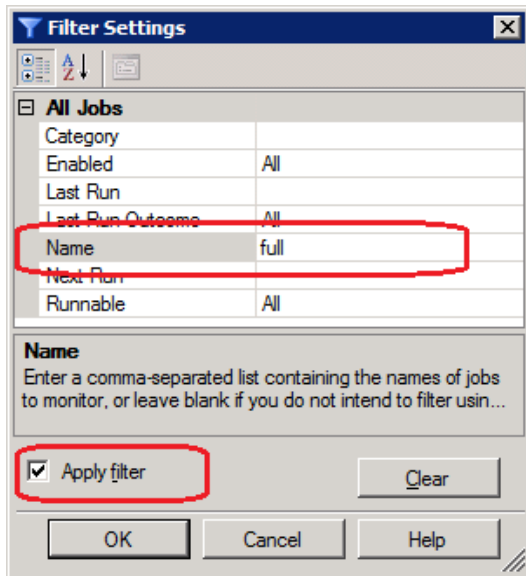 Filter Settings
All Jobs
Category
Enabled All
Last Run
Last Run Outcome All
Name full
Next Run
Runnable All
Name
Enter a comma-separated list containing the names of jobs
to monitor, or leave blank if you do not intend to filter usin...
Apply filter Clear
OK Cancel Help